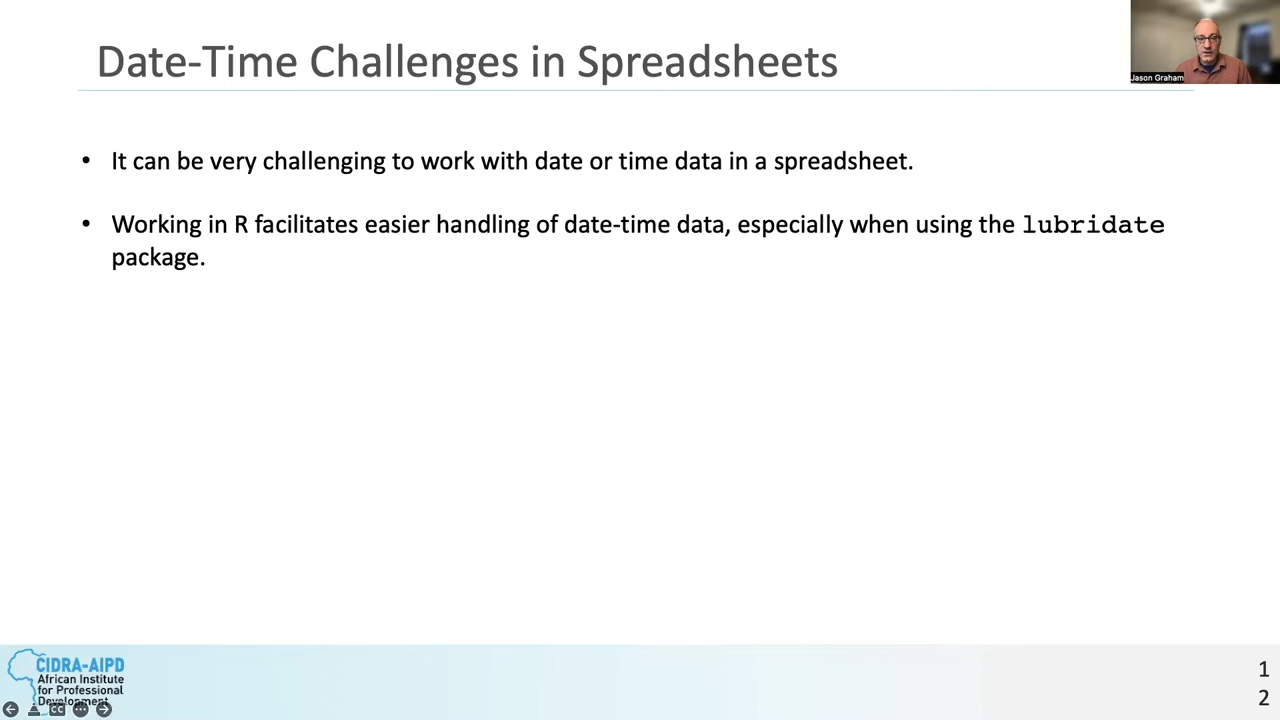 Date-Time Challenges in Spreadsheets
Jason Graham
• It can be very challenging to work with date or time data in a spreadsheet.
• Working in R facilitates easier handling of date-time data, especially when using the lubridate
package.
CIDRA-AIPD
African Institute
for Professional
Development
CC
1
2